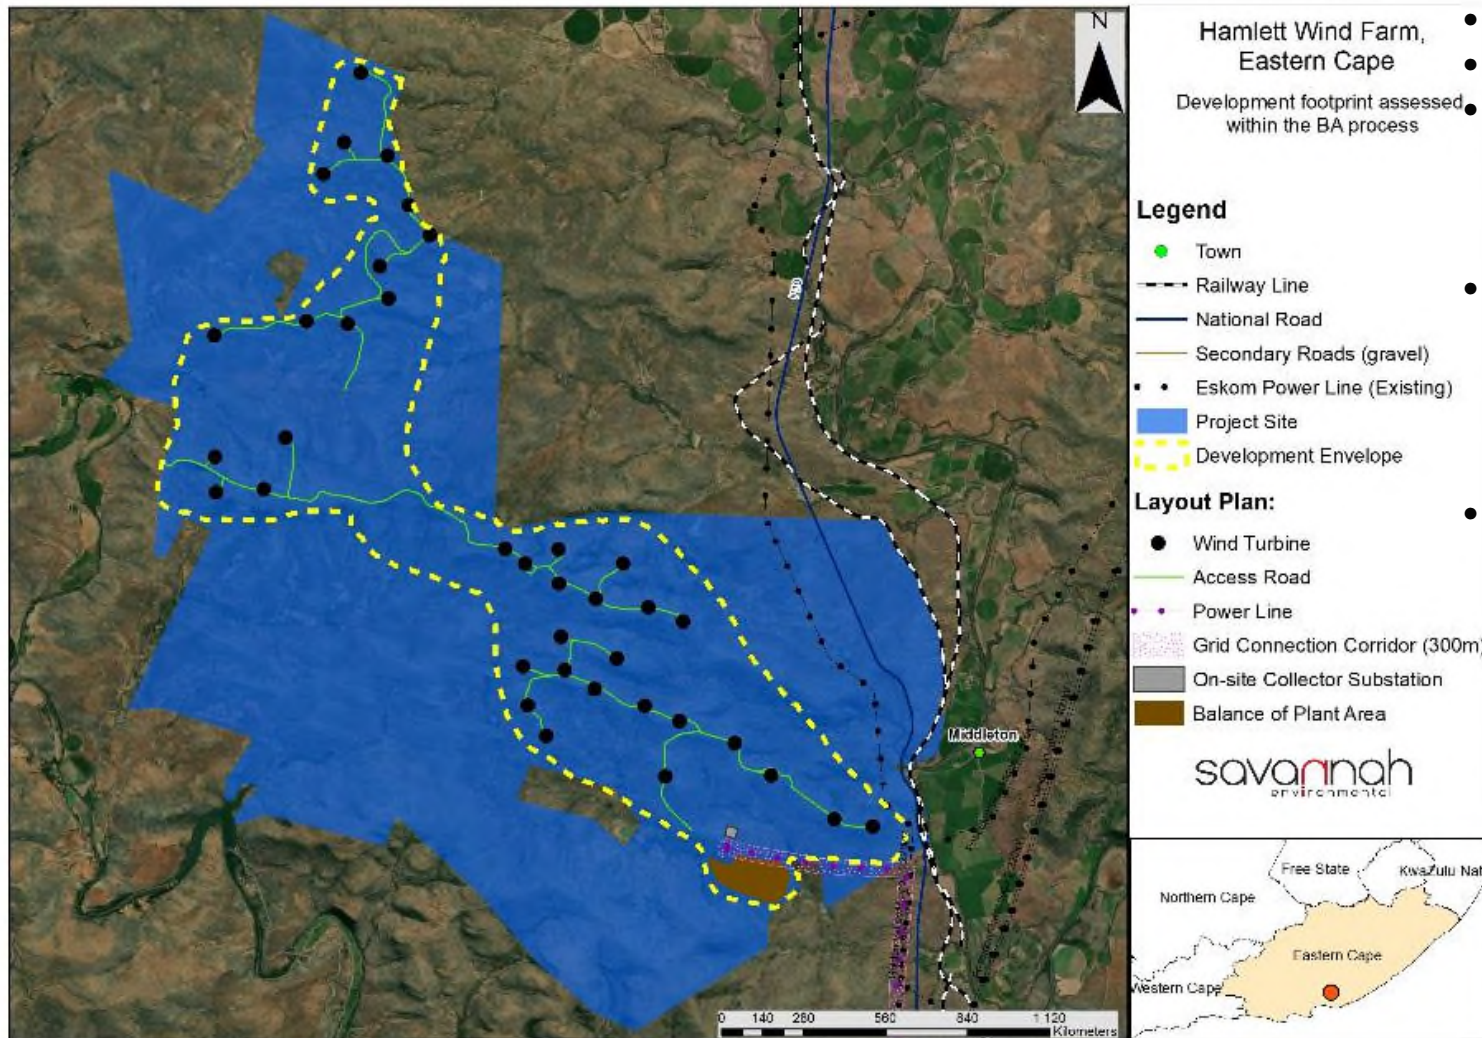 Hamlett Wind Farm,
Eastern Cape
Development footprint assessed
within the BA process
N
Legend
Town
Railway Line
National Road
Secondary Roads (gravel)
Eskom Power Line (Existing)
Project Site
Development Envelope
Layout Plan:
Wind Turbine
Access Road
Power Line
Grid Connection Corridor (300m)
On-site Collector Substation
Balance of Plant Area
savannah
environmental
Middleton
0 140 280 560 840 1 120
Kilometers
Free State
KwaZulu Nat
Northern Cape
Eastern Cape
Western Cape